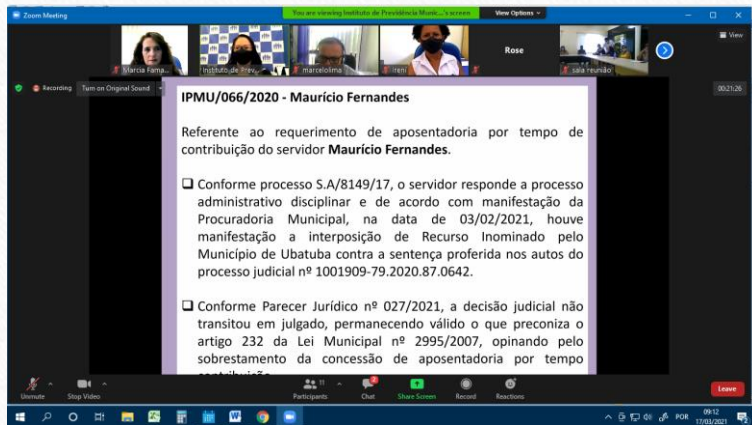 Zoom Meeting
You are viewing Instituto de Previdência Munic...'s screen
View Options
View
Marcia Fama...
Instituto de Prev...
marcelolima
Ireni
Rose
sala reunião
Recording
Turn on Original Sound
00:21:26
IPMU/066/2020 - Maurício Fernandes
Referente ao requerimento de aposentadoria por tempo de
contribuição do servidor Maurício Fernandes.
Conforme processo S.A/8149/17, o servidor responde a processo
administrativo disciplinar e de acordo com manifestação da
Procuradoria Municipal, na data de 03/02/2021, houve
manifestação a interposição de Recurso Inominado pelo
Município de Ubatuba contra a sentença proferida nos autos do
processo judicial nº 1001909-79.2020.87.0642.
Conforme Parecer Jurídico nº 027/2021, a decisão judicial não
transitou em julgado, permanecendo válido o que preconiza o
artigo 232 da Lei Municipal nº 2995/2007, opinando pelo
sobrestamento da concessão de aposentadoria por tempo
contribuição
Unmute
Stop Video
11
Participants
2
Chat
Share Screen
Record
Reactions
Leave
POR
09:12
17/03/2021